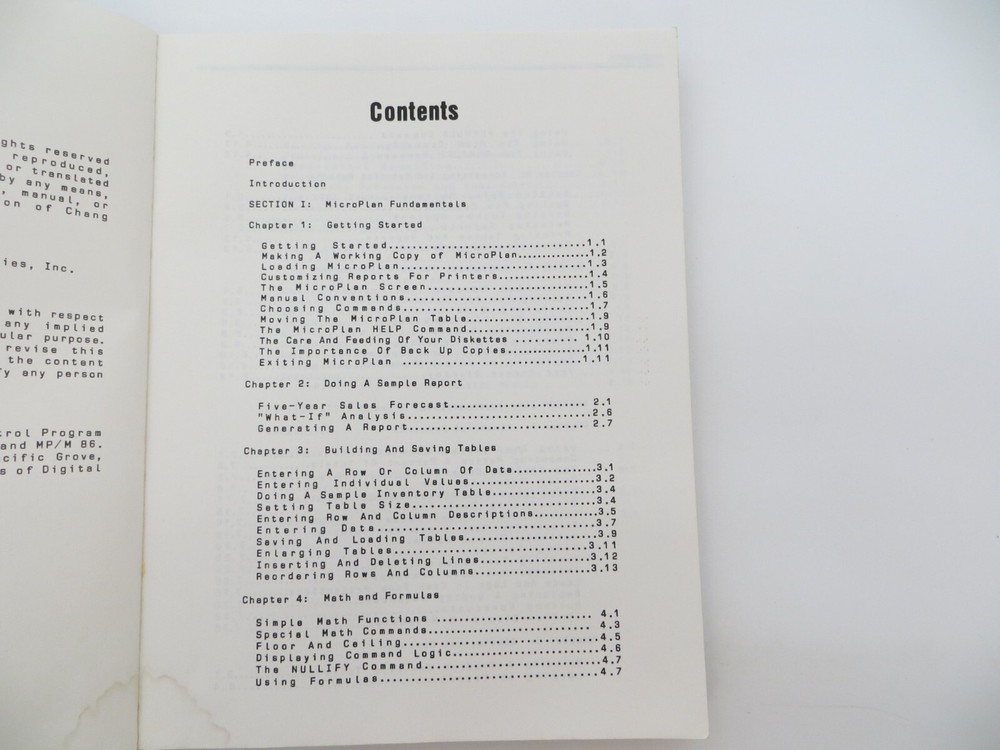 ghts reserved
reproduced,
or translated
by any means,
, manual, or
on of Chang
ies, Inc.
with respect
any implied
ular purpose.
revise this
the content
fy any person
trol Program
and MP/M 86.
cific Grove,
s of Digital
Contents
Preface
Introduction
SECTION I: MicroPlan Fundamentals
Chapter 1: Getting Started
Getting Started..................................1.1
Making A Working Copy of MicroPlan...............1.2
Loading MicroPlan................................1.3
Customizing Reports For Printers.................1.4
The MicroPlan Screen.............................1.5
Manual Conventions...............................1.6
Choosing Commands................................1.7
Moving The MicroPlan Table.......................1.9
The MicroPlan HELP Command.......................1.9
The Care And Feeding Of Your Diskettes .......... 1.10
The Importance Of Back Up Copies...............1.11
Exiting MicroPlan ...............................1.11
Chapter 2: Doing A Sample Report
Five-Year Sales Forecast....................... 2.1
"What-If" Analysis...............................2.6
Generating A Report............................. 2.7
Chapter 3: Building And Saving Tables
Entering A Row Or Column Of Data.................3.1
Entering Individual Values.......................3.2
Doing A Sample Inventory Table...................3.4
Setting Table Size...............................3.4
Entering Row And Column Descriptions.............3.5
Entering Data....................................3.7
Saving And Loading Tables........................3.9
Enlarging Tables.................................3.11
Inserting And Deleting Lines.....................3.12
Reordering Rows And Columns......................3.13
Chapter 4: Math and Formulas
Simple Math Functions .......................... 4.1
Special Math Commands........................... 4.3
Floor And Ceiling................................4.5
Displaying Command Logic.........................4.6
The NULLIFY Command..............................4.7
Using Formulas...................................4.7